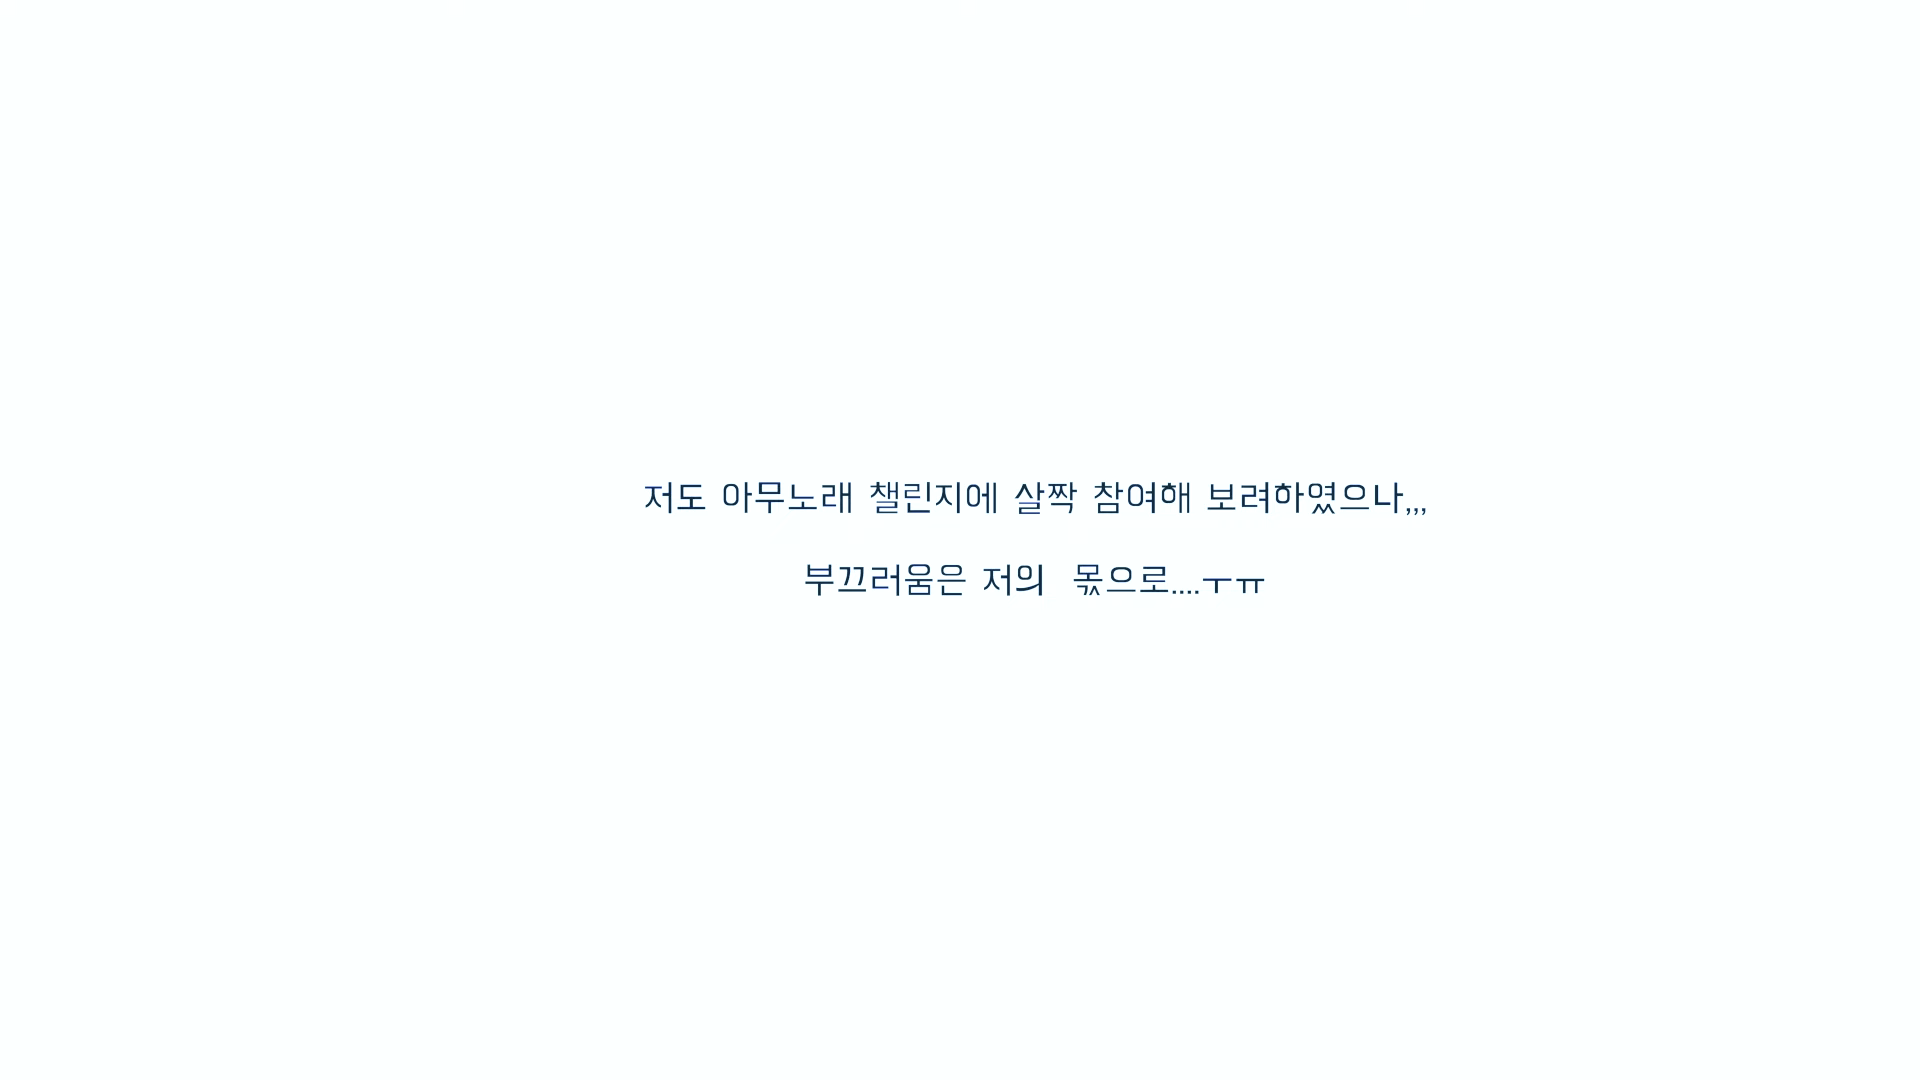 저도 아무노래 챌린지에 살짝 참여해 보려하였으나,,,
부끄러움은 저의  몫으로....ㅜㅠ